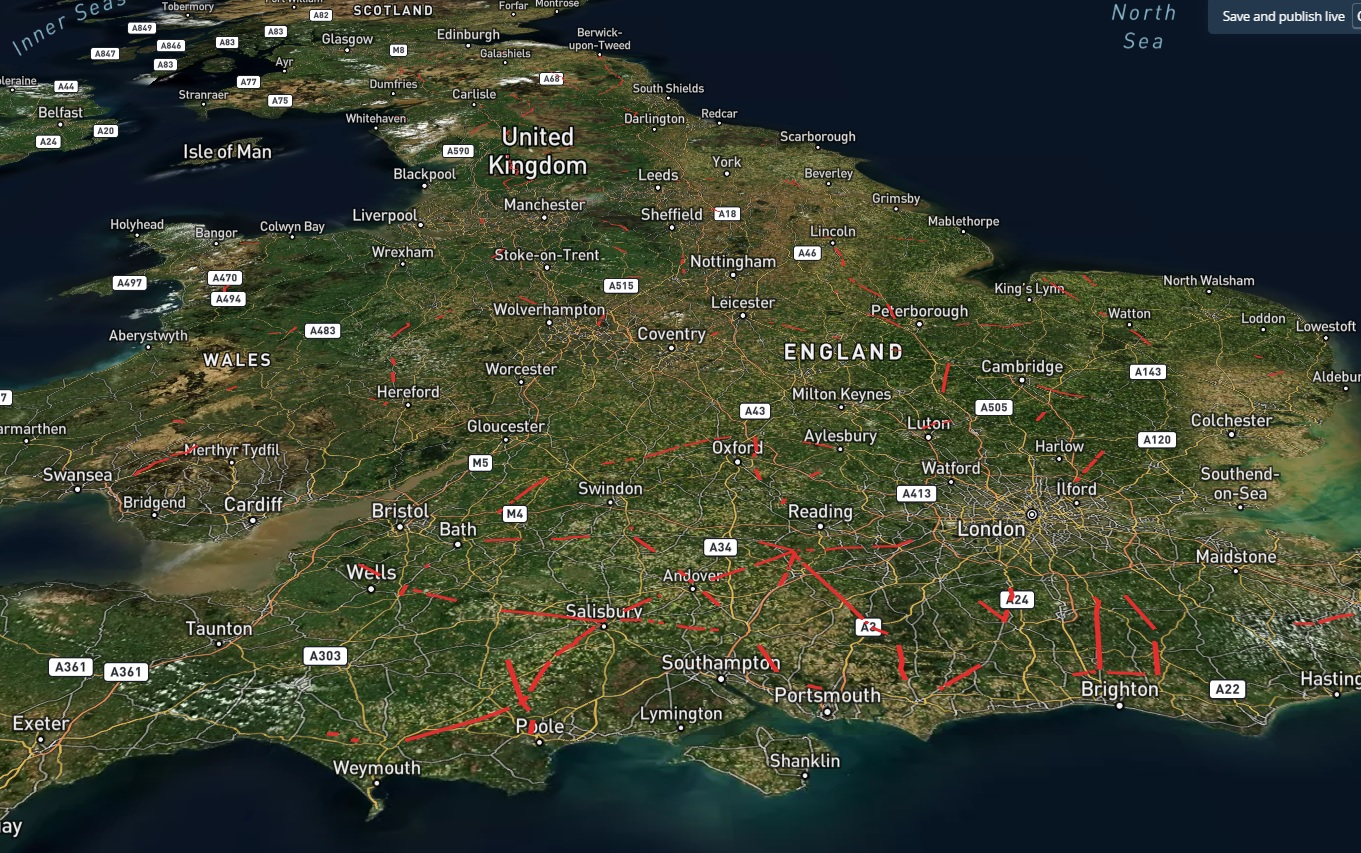 Tobermory
Fort William
A82
SCOTLAND
Forfar
Montrose
Inner Seas
A849
A846
A83
A83
Glasgow
M8
Edinburgh
Berwick-
upon-Tweed
North
Sea
Save and publish live
A847
A83
Ayr
Galashiels
A44
A77
Dumfries
A68
Stranraer
A75
Carlisle
South Shields
Belfast
A20
Whitehaven
Darlington
Redcar
A24
Isle of Man
A590
United
Kingdom
Scarborough
Blackpool
Leeds
York
Beverley
Liverpool
Manchester
Sheffield
A18
Grimsby
Mablethorpe
Holyhead
Bangor
Colwyn Bay
Lincoln
Wrexham
Stoke-on-Trent
Nottingham
A46
A497
A470
A494
A515
King's Lynn
North Walsham
Wolverhampton
Leicester
Peterborough
Watton
Loddon
Lowestoft
Aberystwyth
A483
Coventry
WALES
ENGLAND
Worcester
Cambridge
A143
Hereford
Milton Keynes
7
A43
A505
Gloucester
Luton
Colchester
Aylesbury
A120
Merthyr Tydfil
Oxford
Harlow
Swansea
M5
Watford
Southend-
on-Sea
Bridgend
Cardiff
Swindon
A413
Ilford
Bristol
M4
Reading
London
Bath
A34
Maidstone
Wells
Andover
A24
Salisbury
Taunton
A3
A303
A361
A361
Southampton
Brighton
A22
Portsmouth
Exeter
Lymington
Poole
Weymouth
Shanklin